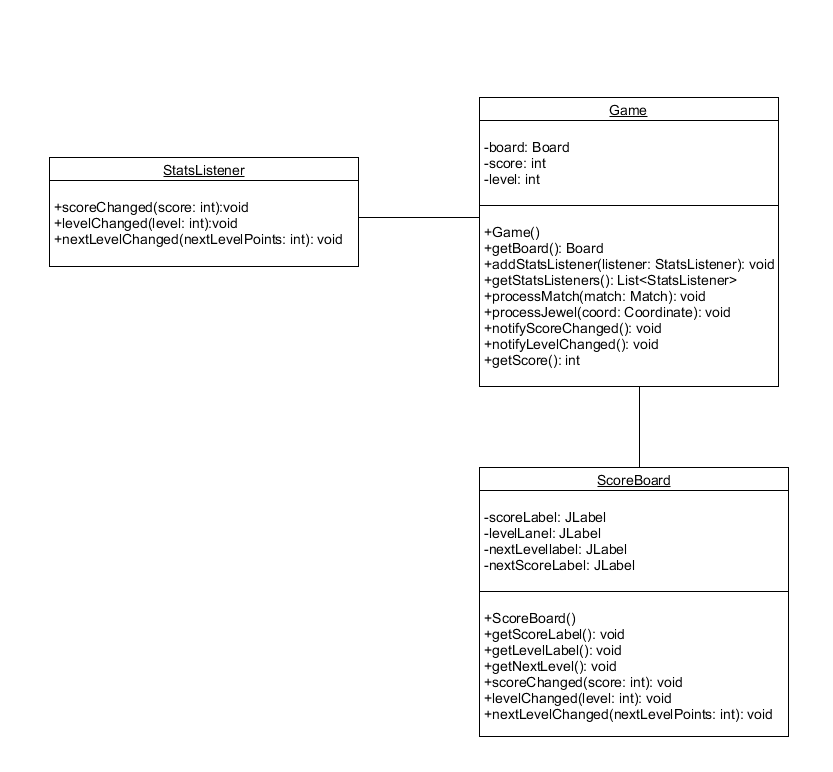 Game
-board: Board
-score: int
-level: int
+Game()
+getBoard(): Board
+addStatsListener(listener: StatsListener): void
+getStatsListeners(): List<StatsListener>
+processMatch(match: Match): void
+processJewel(coord: Coordinate): void
+notifyScoreChanged(): void
+notifyLevelChanged(): void
+getScore(): int
StatsListener
+scoreChanged(score: int):void
+levelChanged(level: int):void
+nextLevelChanged(nextLevelPoints: int): void
ScoreBoard
-scoreLabel: JLabel
-levelLanel: JLabel
-nextLevellabel: JLabel
-nextScoreLabel: JLabel
+ScoreBoard()
+getScoreLabel(): void
+getLevelLabel(): void
+getNextLevel(): void
+scoreChanged(score: int): void
+levelChanged(level: int): void
+nextLevelChanged(nextLevelPoints: int): void